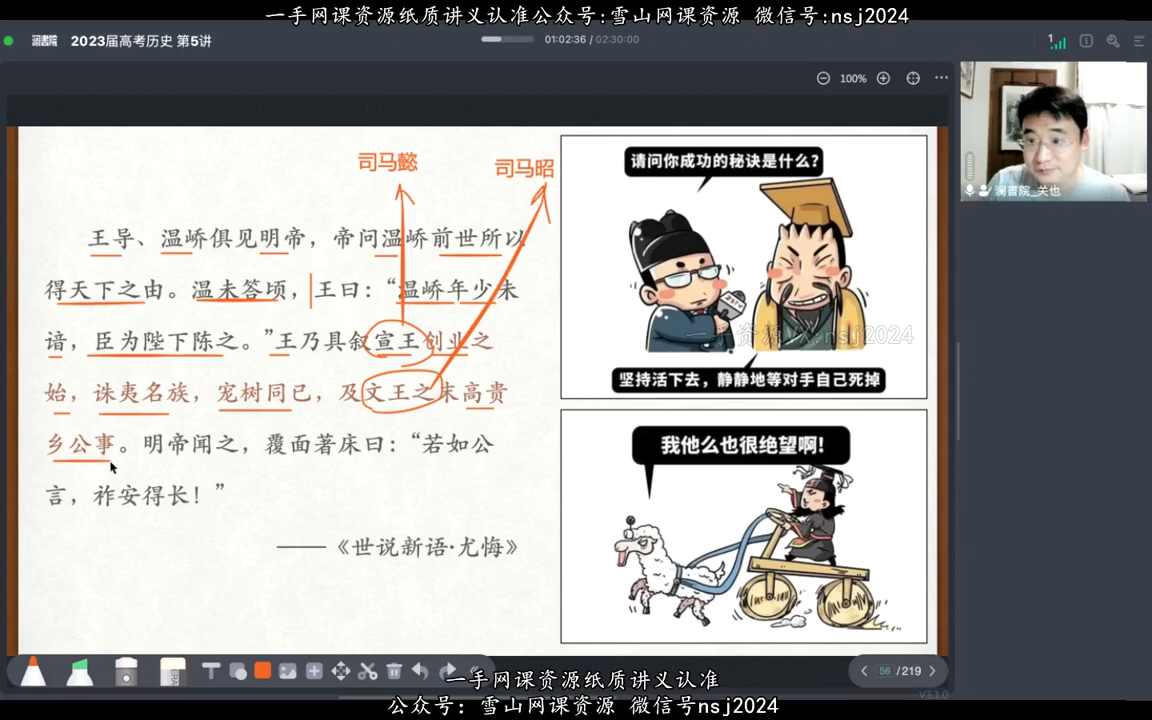 一手网课资源纸质讲义认准公众号:雪山网课资源 微信号:nsj2024
2023届高考历史 第5讲
01:02:36 / 02:30:00
1
100%
司马懿
司马昭
王导、温峤俱见明帝，帝问温峤前世所以
得天下之由。温未答顷，王曰：“温峤年少未
谙，臣为陛下陈之。”王乃具叙宣王创业之
始，诛夷名族，宠树同己，及文王之末高贵
乡公事。明帝闻之，覆面著床曰：“若如公
言，祚安得长！”
——《世说新语·尤悔》
请问你成功的秘诀是什么？
坚持活下去，静静地等对手自己死掉
我他么也很绝望啊！
澜書院_关也
56 /219
V3.1.0
一手网课资源纸质讲义认准
公众号：雪山网课资源 微信号nsj2024